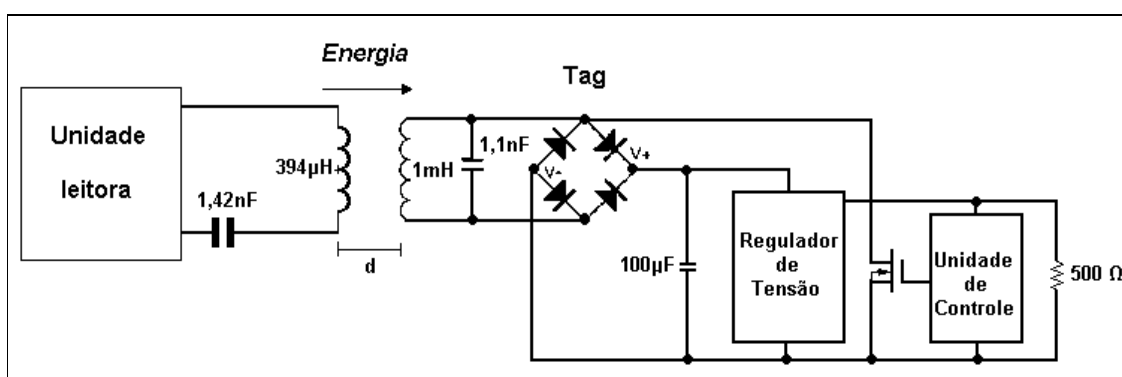 Energia
Tag
Unidade
leitora
394µH
1,42nF
d
1mH
1,1nF
V-
V+
100µF
Regulador
de
Tensão
Unidade
de
Controle
500 Ω